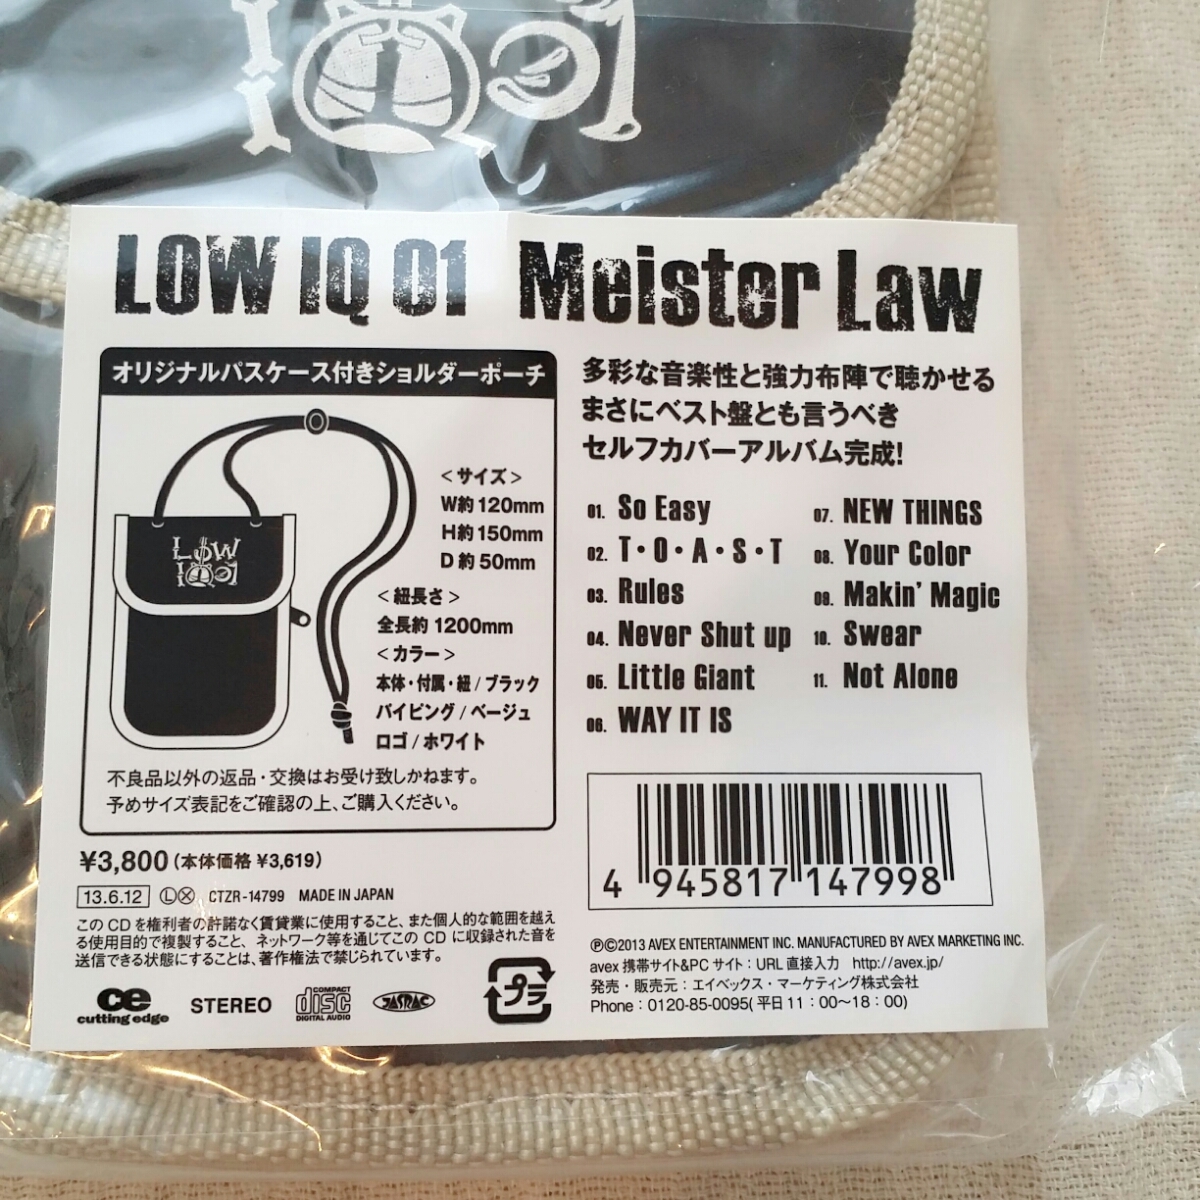 LOW IQ 01
LOW IQ 01 Meister Law
オリジナルパスケース付きショルダーポーチ
LOW
IQ01
<サイズ>
W約120mm
H約150mm
D約50mm
<紐長さ>
全長約1200mm
<カラー>
本体・付属・紐/ブラック
パイピング/ベージュ
ロゴ/ホワイト
不良品以外の返品・交換はお受け致しかねます。
予めサイズ表記をご確認の上、ご購入ください。
¥3,800(本体価格 ¥3,619)
13.6.12 Ⓛⓧ CTZR-14799 MADE IN JAPAN
このCDを権利者の許諾なく賃貸業に使用すること、また個人的な範囲を越え
る使用目的で複製すること、ネットワーク等を通じてこのCDに収録された音を
送信できる状態にすることは、著作権法で禁じられています。
ce
cutting edge
STEREO
COMPACT
disc
DIGITAL AUDIO
JASRAC
プラ
多彩な音楽性と強力布陣で聴かせる
まさにベスト盤とも言うべき
セルフカバーアルバム完成!
01. So Easy
02. T・O・A・S・T
03. Rules
04. Never Shut up
05. Little Giant
06. WAY IT IS
07. NEW THINGS
08. Your Color
09. Makin' Magic
10. Swear
11. Not Alone
4 945817 147998
℗©2013 AVEX ENTERTAINMENT INC. MANUFACTURED BY AVEX MARKETING INC.
avex 携帯サイト&PCサイト:URL 直接入力 http://avex.jp/
発売・販売元:エイベックス・マーケティング株式会社
Phone:0120-85-0095(平日11:00〜18:00)